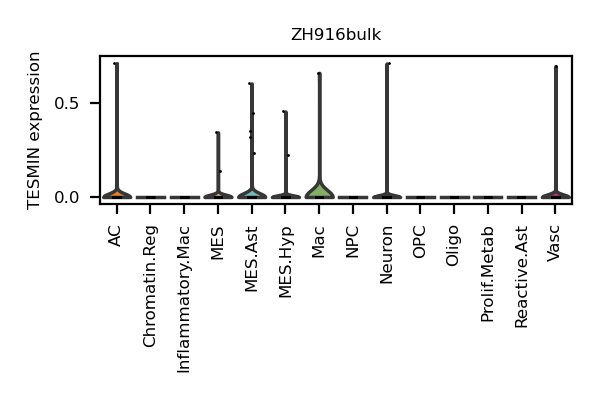 ZH916bulk
TESMIN expression
0.5
0.0
AC
Chromatin.Reg
Inflammatory.Mac
MES
MES.Ast
MES.Hyp
Mac
NPC
Neuron
OPC
Oligo
Prolif.Metab
Reactive.Ast
Vasc